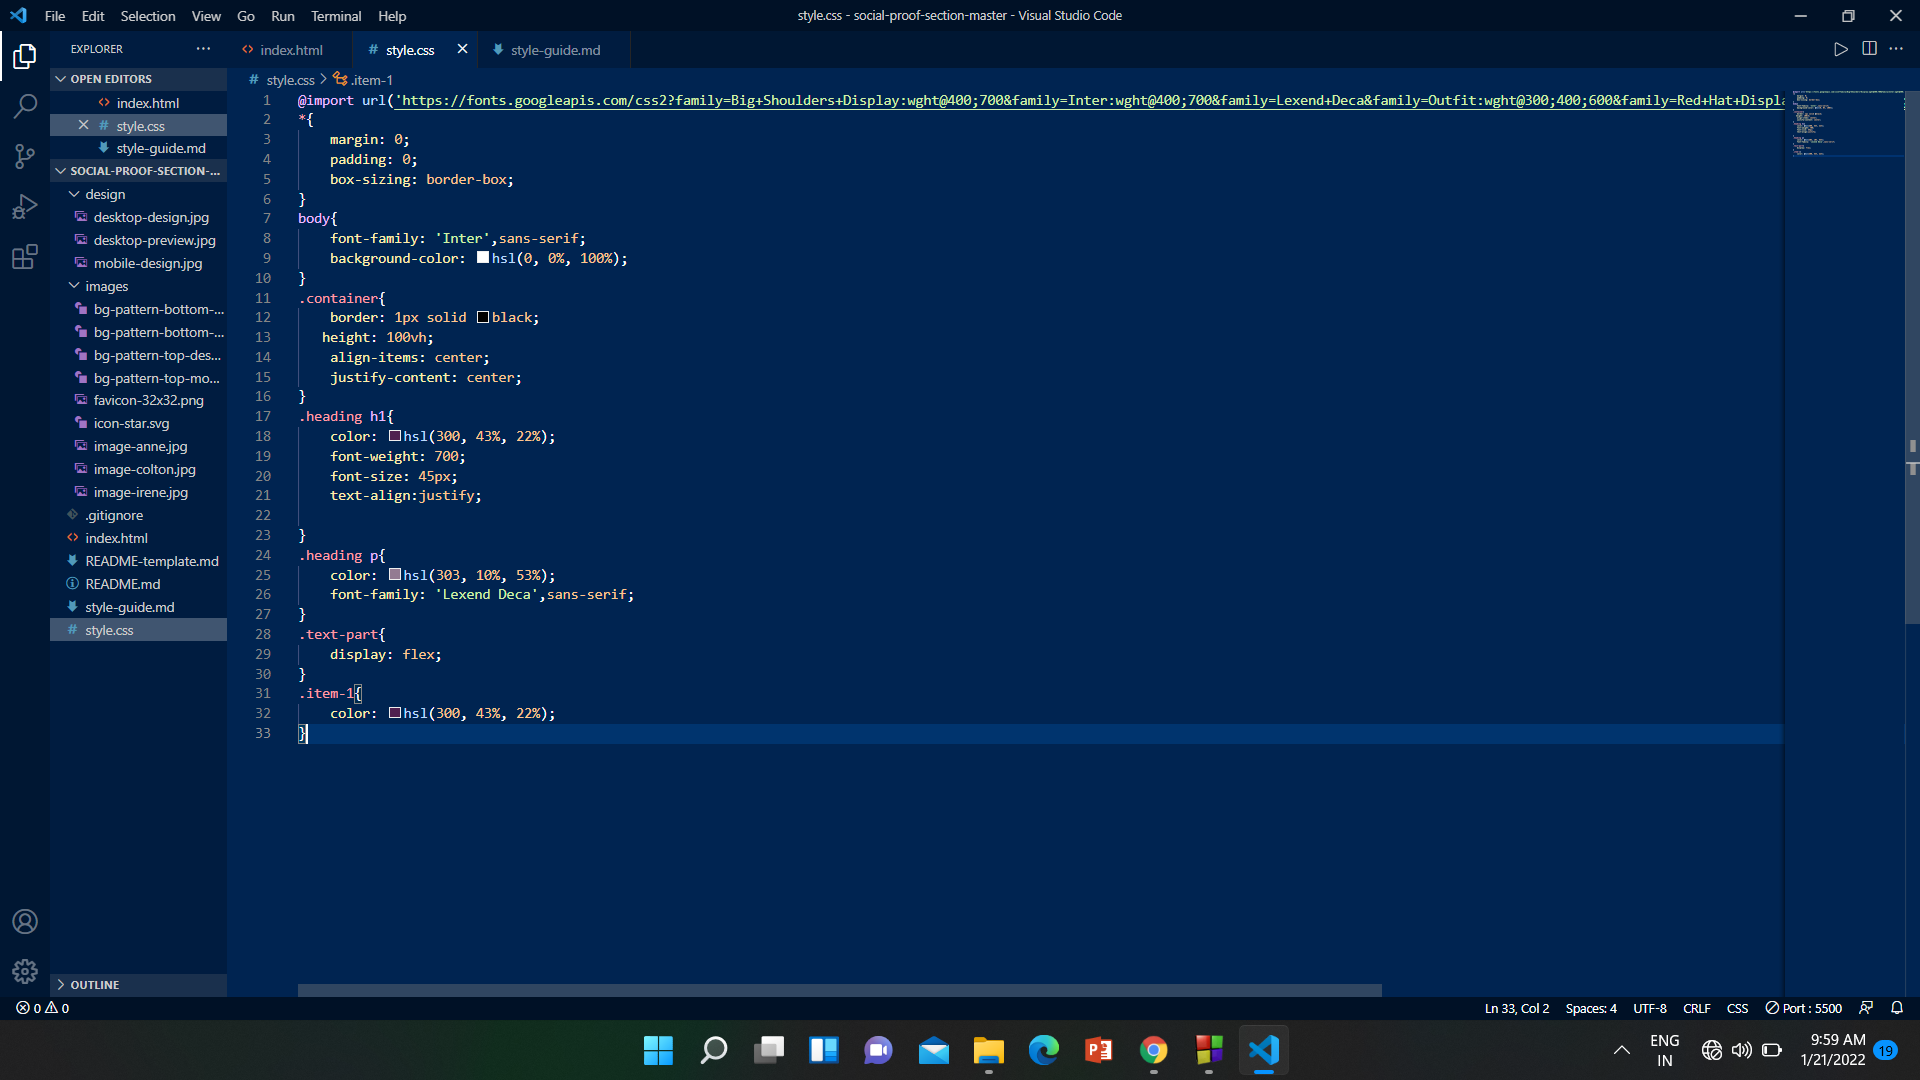 File Edit Selection View Go Run Terminal Help
style.css - social-proof-section-master - Visual Studio Code
EXPLORER
OPEN EDITORS
index.html
style.css
style-guide.md
SOCIAL-PROOF-SECTION-...
design
desktop-design.jpg
desktop-preview.jpg
mobile-design.jpg
images
bg-pattern-bottom-...
bg-pattern-bottom-...
bg-pattern-top-des...
bg-pattern-top-mo...
favicon-32x32.png
icon-star.svg
image-anne.jpg
image-colton.jpg
image-irene.jpg
.gitignore
index.html
README-template.md
README.md
style-guide.md
style.css
OUTLINE
index.html style.css style-guide.md
style.css > .item-1
1 @import url('https://fonts.googleapis.com/css2?family=Big+Shoulders+Display:wght@400;700&family=Inter:wght@400;700&family=Lexend+Deca&family=Outfit:wght@300;400;600&family=Red+Hat+Displa
2 *{
3 margin: 0;
4 padding: 0;
5 box-sizing: border-box;
6 }
7 body{
8 font-family: 'Inter',sans-serif;
9 background-color: hsl(0, 0%, 100%);
10 }
11 .container{
12 border: 1px solid black;
13 height: 100vh;
14 align-items: center;
15 justify-content: center;
16 }
17 .heading h1{
18 color: hsl(300, 43%, 22%);
19 font-weight: 700;
20 font-size: 45px;
21 text-align:justify;
22
23 }
24 .heading p{
25 color: hsl(303, 10%, 53%);
26 font-family: 'Lexend Deca',sans-serif;
27 }
28 .text-part{
29 display: flex;
30 }
31 .item-1{
32 color: hsl(300, 43%, 22%);
33 }
0 0
Ln 33, Col 2 Spaces: 4 UTF-8 CRLF CSS Port : 5500
ENG
IN
9:59 AM
1/21/2022
19